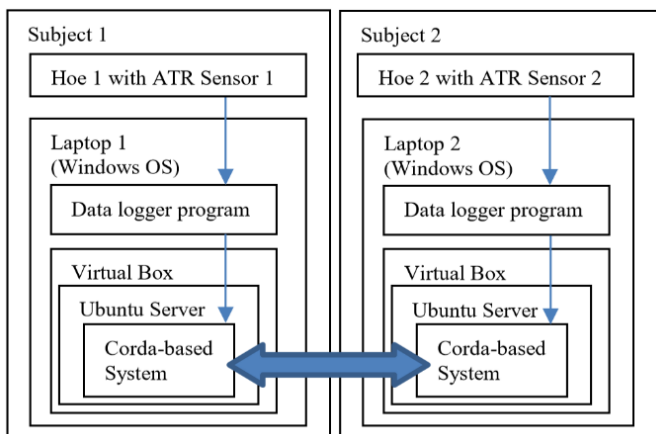 Subject 1
Hoe 1 with ATR Sensor 1
Laptop 1
(Windows OS)
Data logger program
Virtual Box
Ubuntu Server
Corda-based
System
Subject 2
Hoe 2 with ATR Sensor 2
Laptop 2
(Windows OS)
Data logger program
Virtual Box
Ubuntu Server
Corda-based
System